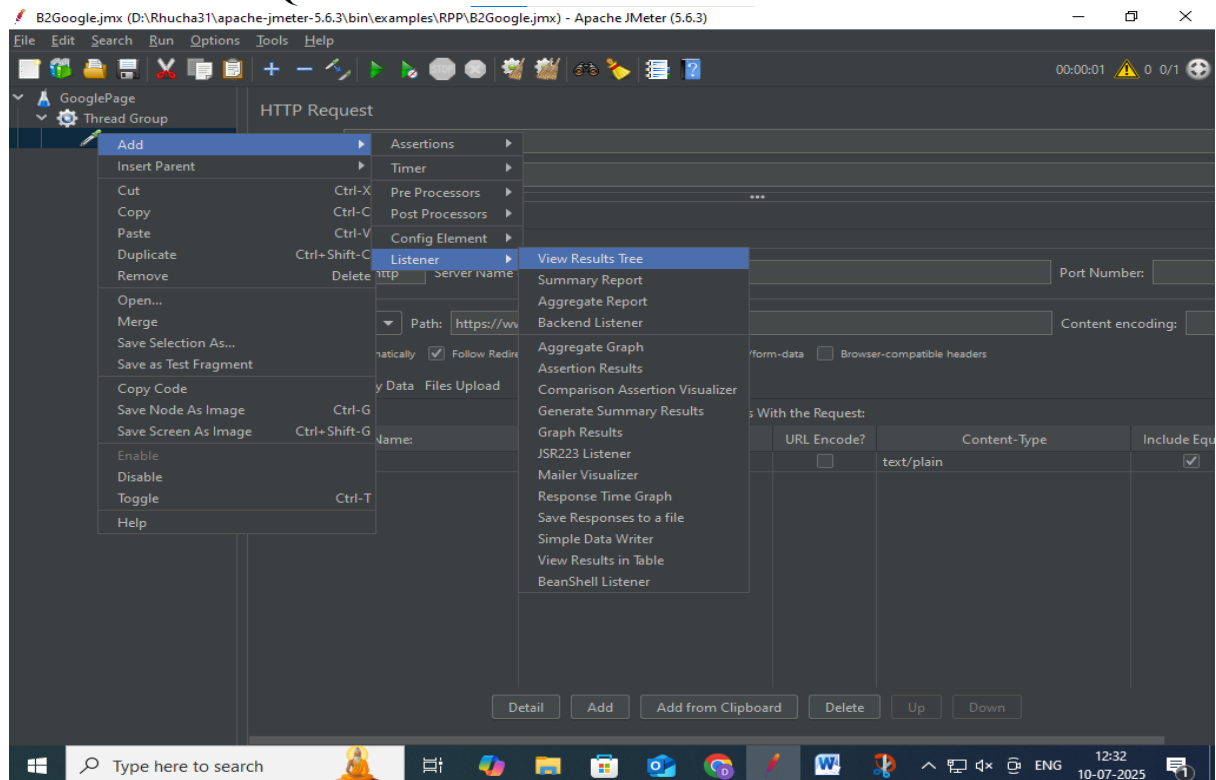 B2Google.jmx (D:\Rhucha31\apache-jmeter-5.6.3\bin\examples\RPP\B2Google.jmx) - Apache JMeter (5.6.3)
File Edit Search Run Options Tools Help
00:00:01 0 0/1
GooglePage
Thread Group
HTTP Request
Add
Insert Parent
Cut Ctrl-X
Copy Ctrl-C
Paste Ctrl-V
Duplicate Ctrl+Shift-C
Remove Delete
Open...
Merge
Save Selection As...
Save as Test Fragment
Copy Code
Save Node As Image Ctrl-G
Save Screen As Image Ctrl+Shift-G
Enable
Disable
Toggle Ctrl-T
Help
Assertions
Timer
Pre Processors
Post Processors
Config Element
Listener
View Results Tree
Summary Report
Aggregate Report
Backend Listener
Aggregate Graph
Assertion Results
Comparison Assertion Visualizer
Generate Summary Results
Graph Results
JSR223 Listener
Mailer Visualizer
Response Time Graph
Save Responses to a file
Simple Data Writer
View Results in Table
BeanShell Listener
http Server Name Port Number:
Path: https://w Content encoding:
matically Follow Redire /form-data Browser-compatible headers
y Data Files Upload
s With the Request:
Name: URL Encode? Content-Type Include Equ
text/plain
Detail Add Add from Clipboard Delete Up Down
Type here to search
ENG
12:32
10-07-2025